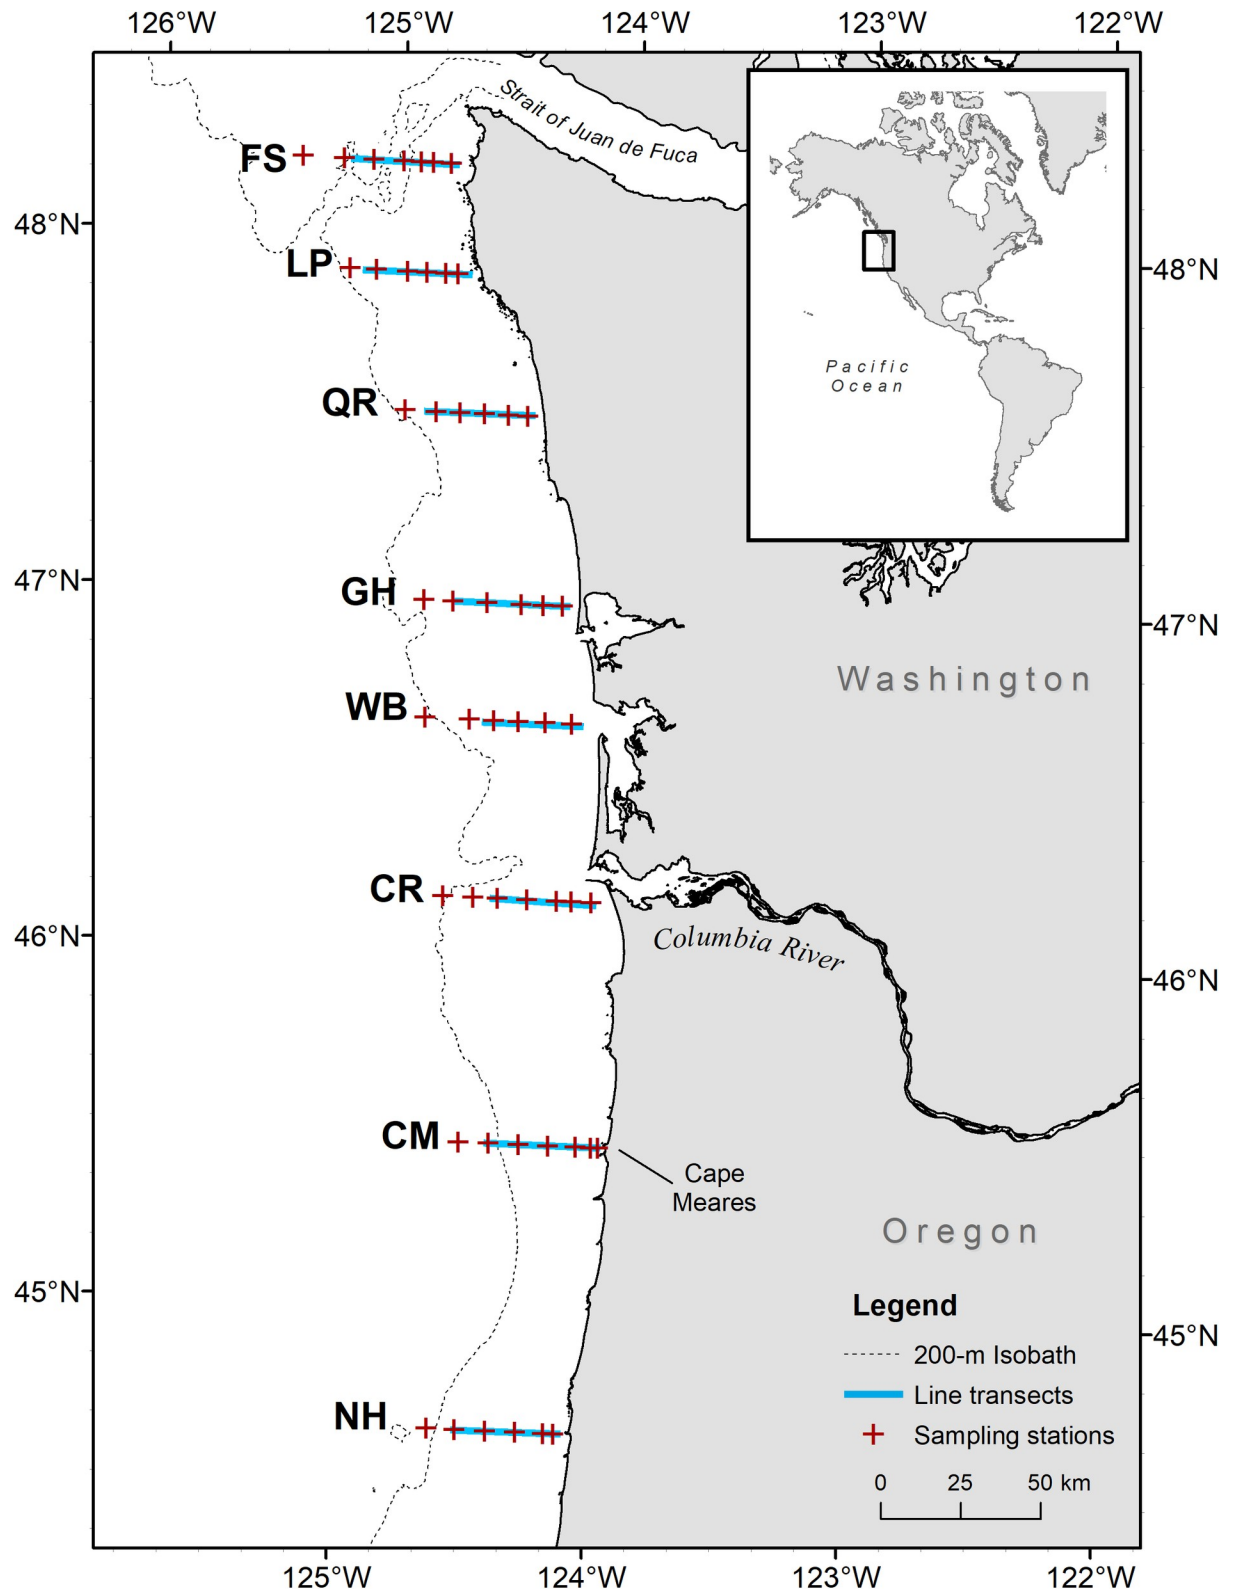 126°W 125°W 124°W 123°W 122°W
Strait of Juan de Fuca
FS
48°N
LP
48°N
Pacific
Ocean
QR
47°N
GH
47°N
Washington
WB
CR
46°N
Columbia River
46°N
CM
Cape
Meares
Oregon
45°N
Legend
45°N
200-m Isobath
Line transects
NH
Sampling stations
0 25 50 km
125°W 124°W 123°W 122°W